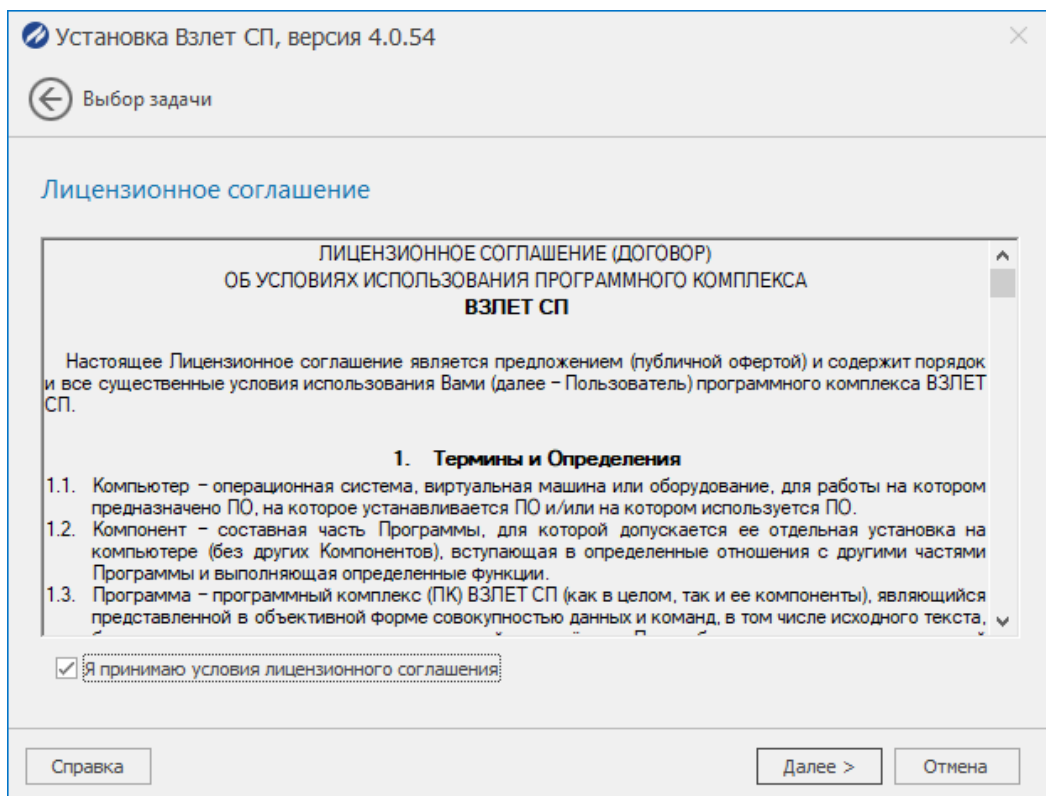 Установка Взлет СП, версия 4.0.54
Выбор задачи
Лицензионное соглашение
ЛИЦЕНЗИОННОЕ СОГЛАШЕНИЕ (ДОГОВОР)
ОБ УСЛОВИЯХ ИСПОЛЬЗОВАНИЯ ПРОГРАММНОГО КОМПЛЕКСА
ВЗЛЕТ СП
Настоящее Лицензионное соглашение является предложением (публичной офертой) и содержит порядок
и все существенные условия использования Вами (далее – Пользователь) программного комплекса ВЗЛЕТ
СП.
1. Термины и Определения
1.1. Компьютер – операционная система, виртуальная машина или оборудование, для работы на котором
предназначено ПО, на которое устанавливается ПО и/или на котором используется ПО.
1.2. Компонент – составная часть Программы, для которой допускается ее отдельная установка на
компьютере (без других Компонентов), вступающая в определенные отношения с другими частями
Программы и выполняющая определенные функции.
1.3. Программа – программный комплекс (ПК) ВЗЛЕТ СП (как в целом, так и ее компоненты), являющийся
представленной в объективной форме совокупностью данных и команд, в том числе исходного текста,
Я принимаю условия лицензионного соглашения
Справка
Далее >
Отмена